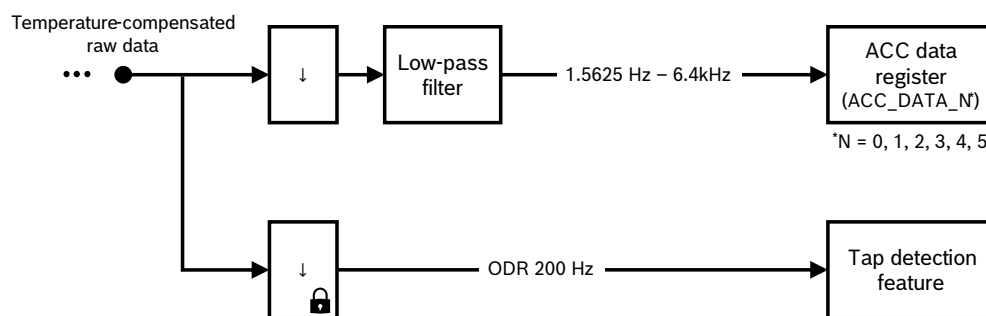 Temperature-compensated
raw data
•••
↓
Low-pass
filter
1.5625 Hz – 6.4kHz
ACC data
register
(ACC_DATA_N*)
*N = 0, 1, 2, 3, 4, 5
↓
ODR 200 Hz
Tap detection
feature